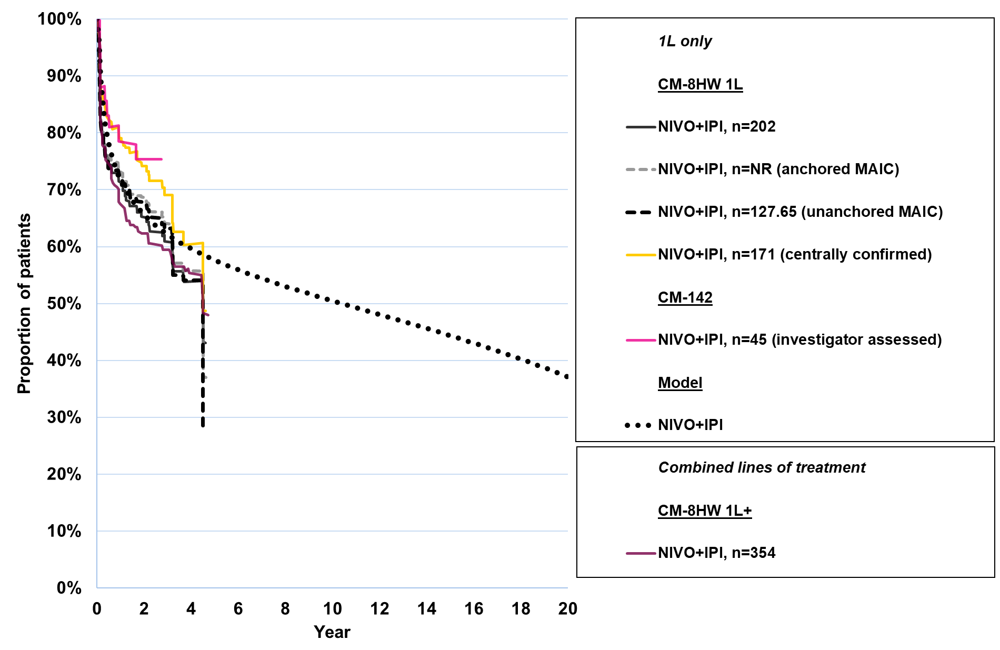 100%
90%
80%
70%
60%
50%
40%
30%
20%
10%
0%
Proportion of patients
0 2 4 6 8 10 12 14 16 18 20
Year
1L only
CM-8HW 1L
NIVO+IPI, n=202
NIVO+IPI, n=NR (anchored MAIC)
NIVO+IPI, n=127.65 (unanchored MAIC)
NIVO+IPI, n=171 (centrally confirmed)
CM-142
NIVO+IPI, n=45 (investigator assessed)
Model
NIVO+IPI
Combined lines of treatment
CM-8HW 1L+
NIVO+IPI, n=354